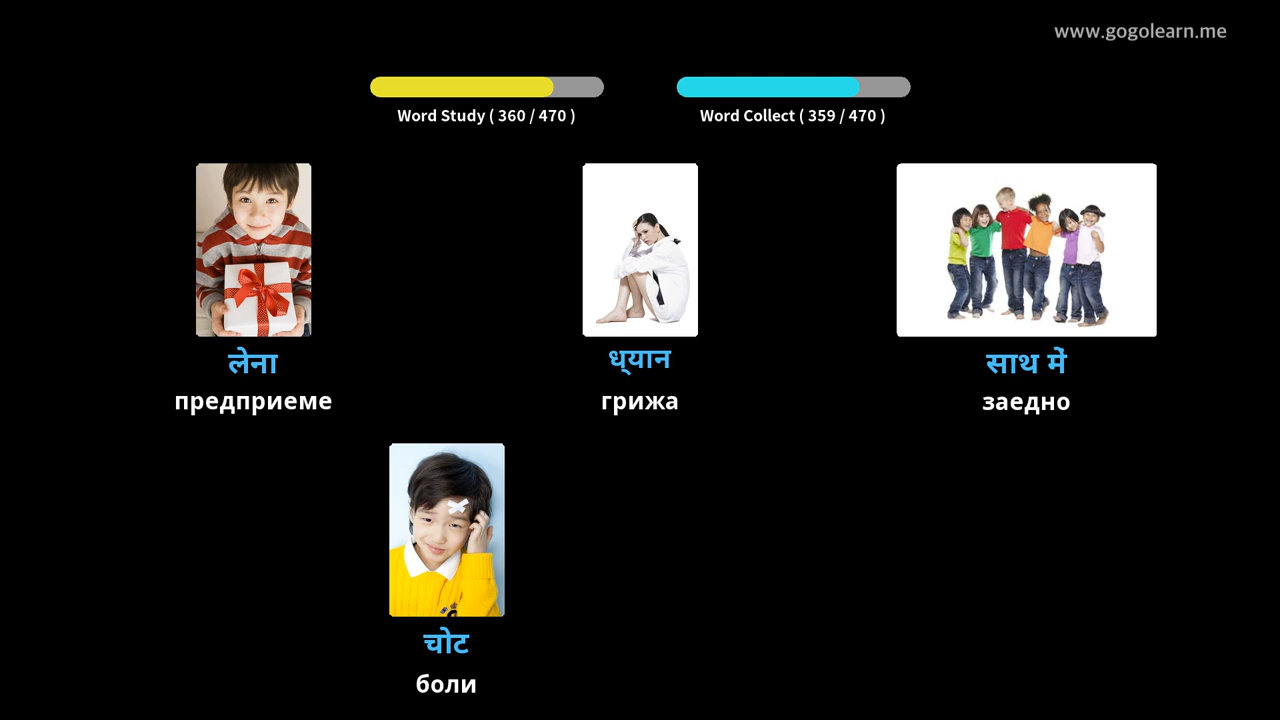 www.gogolearn.me
Word Study ( 360 / 470 )
Word Collect ( 359 / 470 )
लेना
ध्यान
साथ में
предприеме
грижа
заедно
चोट
боли